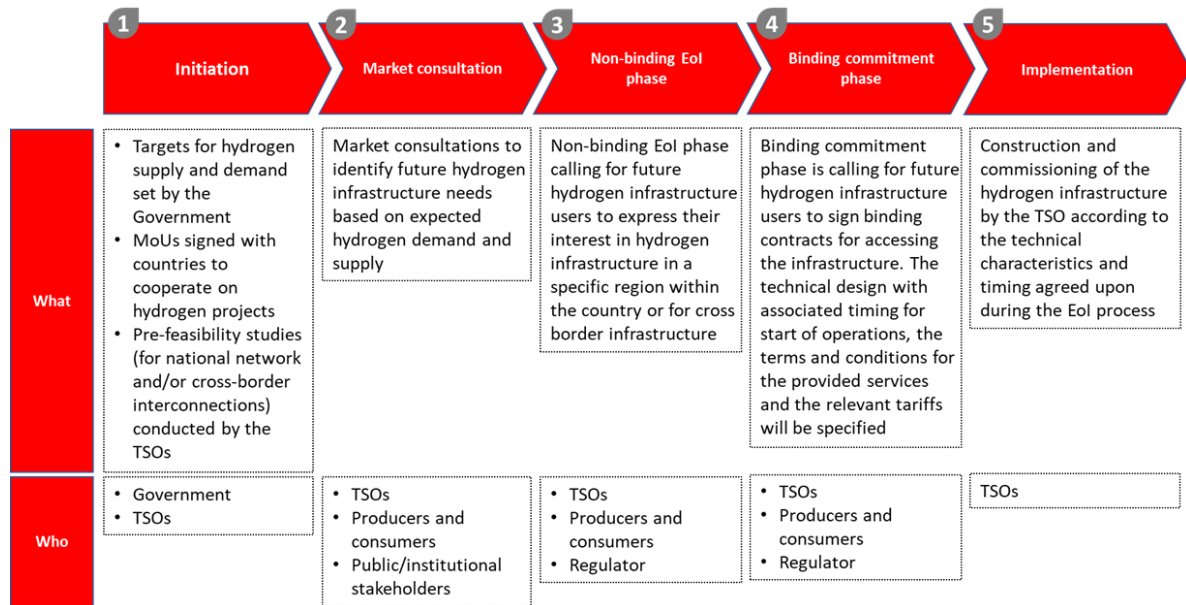 1
Initiation
2
Market consultation
3
Non-binding EoI
phase
4
Binding commitment
phase
5
Implementation
What
• Targets for hydrogen
supply and demand
set by the
Government
• MoUs signed with
countries to
cooperate on
hydrogen projects
• Pre-feasibility studies
(for national network
and/or cross-border
interconnections)
conducted by the
TSOs
Market consultations to
identify future hydrogen
infrastructure needs
based on expected
hydrogen demand and
supply
Non-binding EoI phase
calling for future
hydrogen infrastructure
users to express their
interest in hydrogen
infrastructure in a
specific region within
the country or for cross
border infrastructure
Binding commitment
phase is calling for future
hydrogen infrastructure
users to sign binding
contracts for accessing
the infrastructure. The
technical design with
associated timing for
start of operations, the
terms and conditions for
the provided services
and the relevant tariffs
will be specified
Construction and
commissioning of the
hydrogen infrastructure
by the TSO according to
the technical
characteristics and
timing agreed upon
during the EoI process
Who
• Government
• TSOs
• TSOs
• Producers and
consumers
• Public/institutional
stakeholders
• TSOs
• Producers and
consumers
• Regulator
• TSOs
• Producers and
consumers
• Regulator
TSOs